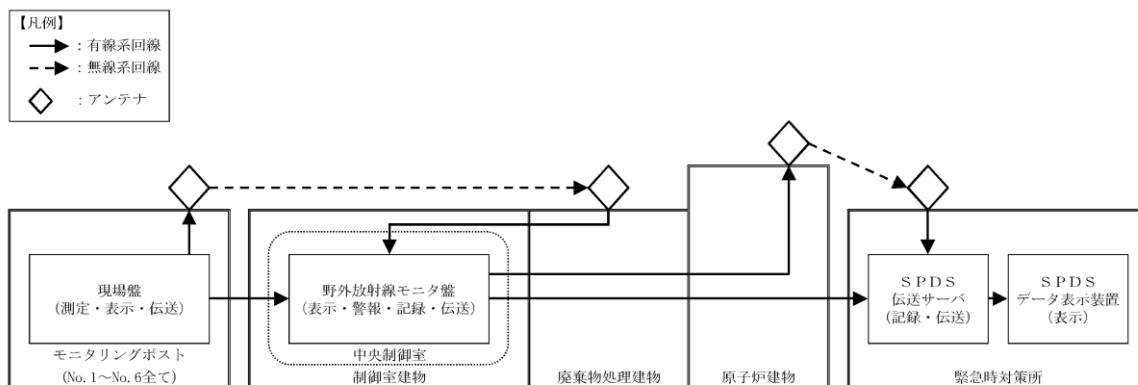 【凡例】
：有線系回線
：無線系回線
：アンテナ
現場盤
(測定・表示・伝送)
モニタリングポスト
(No.1～No.6全て)
野外放射線モニタ盤
(表示・警報・記録・伝送)
中央制御室
制御室建物
廃棄物処理建物
原子炉建物
ＳＰＤＳ
伝送サーバ
(記録・伝送)
ＳＰＤＳ
データ表示装置
(表示)
緊急時対策所